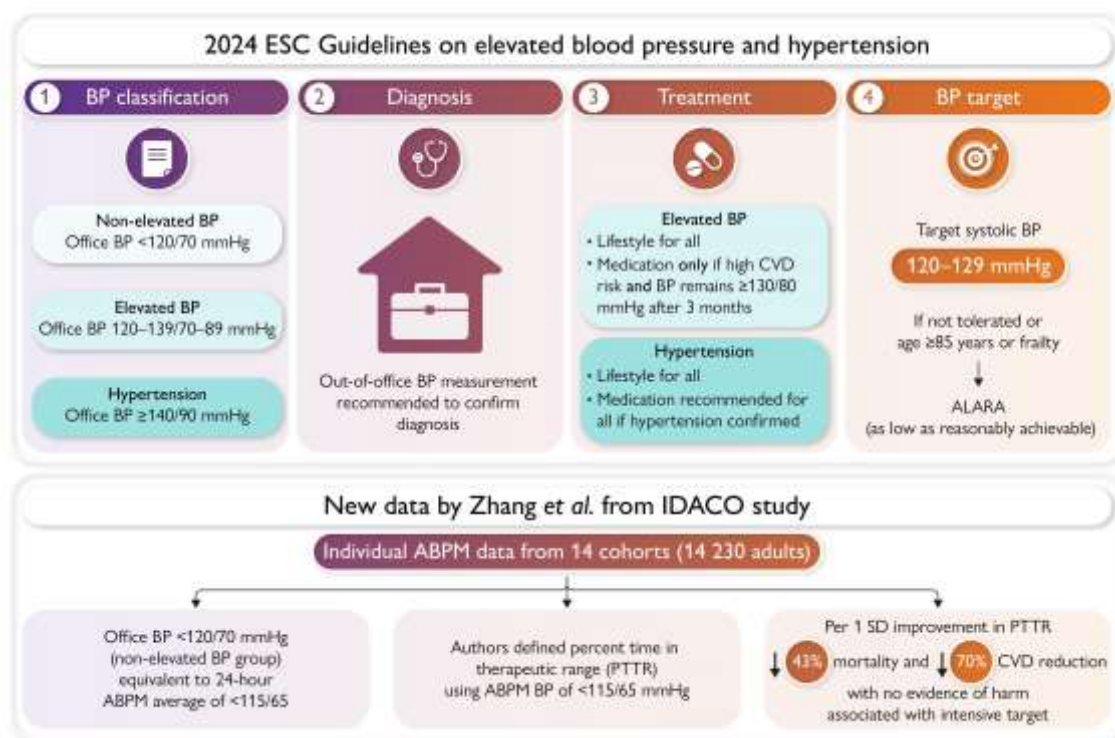 2024 ESC Guidelines on elevated blood pressure and hypertension
1 BP classification
Non-elevated BP
Office BP <120/70 mmHg
Elevated BP
Office BP 120–139/70–89 mmHg
Hypertension
Office BP ≥140/90 mmHg
2 Diagnosis
Out-of-office BP measurement
recommended to confirm
diagnosis
3 Treatment
Elevated BP
• Lifestyle for all
• Medication only if high CVD
risk and BP remains ≥130/80
mmHg after 3 months
Hypertension
• Lifestyle for all
• Medication recommended for
all if hypertension confirmed
4 BP target
Target systolic BP
120–129 mmHg
If not tolerated or
age ≥85 years or frailty
ALARA
(as low as reasonably achievable)
New data by Zhang et al. from IDACO study
Individual ABPM data from 14 cohorts (14 230 adults)
Office BP <120/70 mmHg
(non-elevated BP group)
equivalent to 24-hour
ABPM average of <115/65
Authors defined percent time in
therapeutic range (PTTR)
using ABPM BP of <115/65 mmHg
Per 1 SD improvement in PTTR
43% mortality and 70% CVD reduction
with no evidence of harm
associated with intensive target